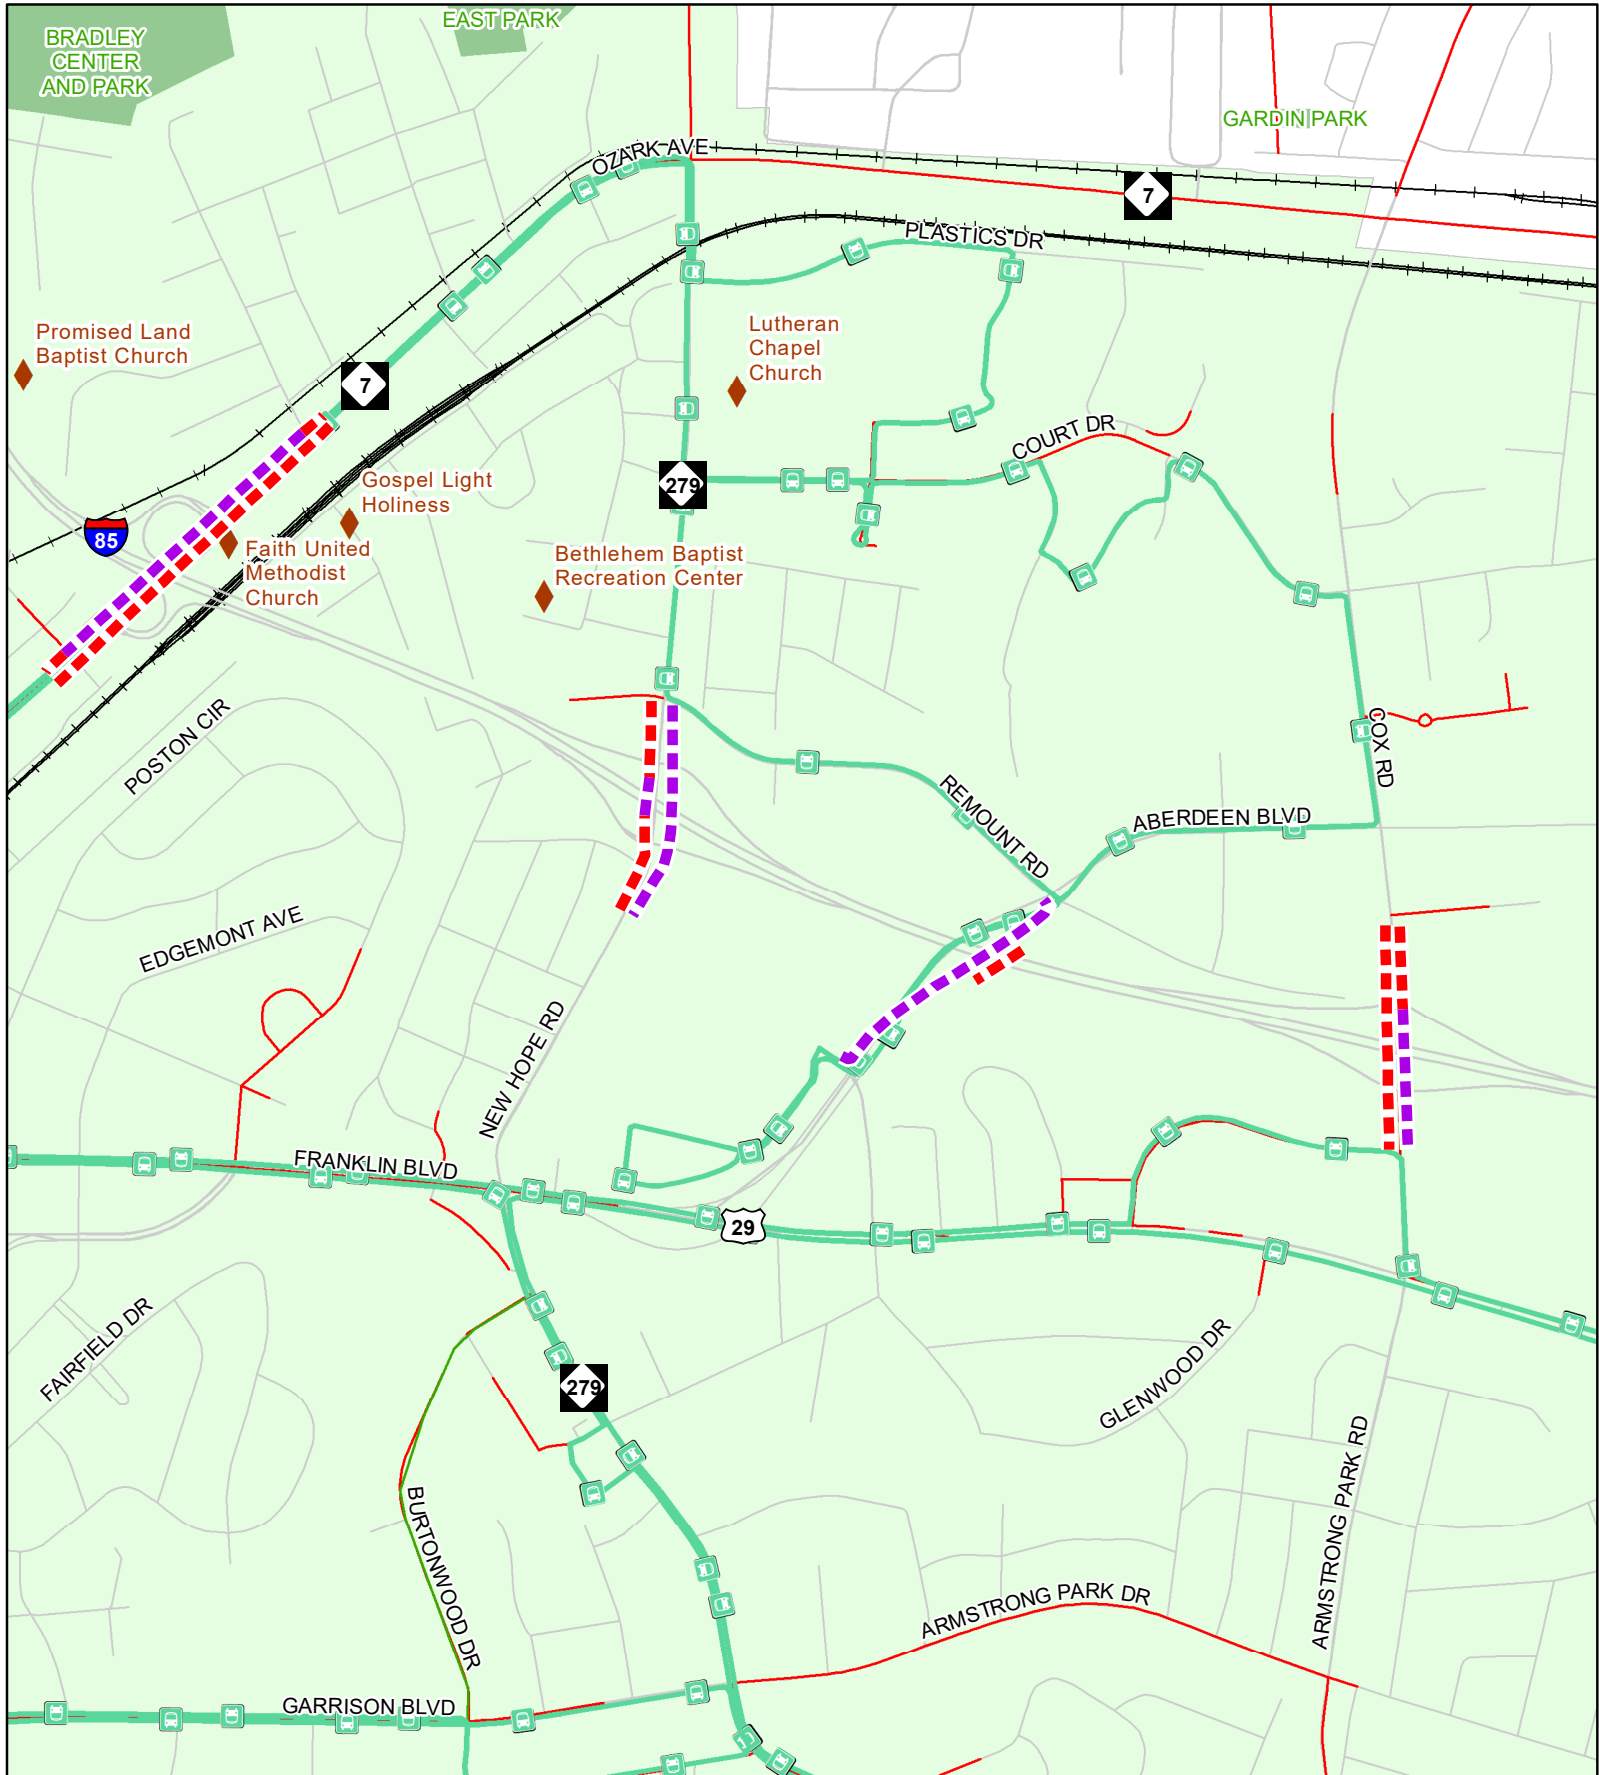 EAST PARK
BRADLEY
CENTER
AND PARK
GARDIN PARK
OZARK AVE
7
PLASTICS DR
Promised Land
Baptist Church
Lutheran
Chapel
Church
7
COURT DR
279
Gospel Light
Holiness
85
Faith United
Methodist
Church
Bethlehem Baptist
Recreation Center
POSTON CIR
COX RD
REMOUNT RD
ABERDEEN BLVD
EDGEMONT AVE
NEW HOPE RD
FRANKLIN BLVD
29
FAIRFIELD DR
GLENWOOD DR
279
ARMSTRONG PARK RD
BURTONWOOD DR
ARMSTRONG PARK DR
GARRISON BLVD